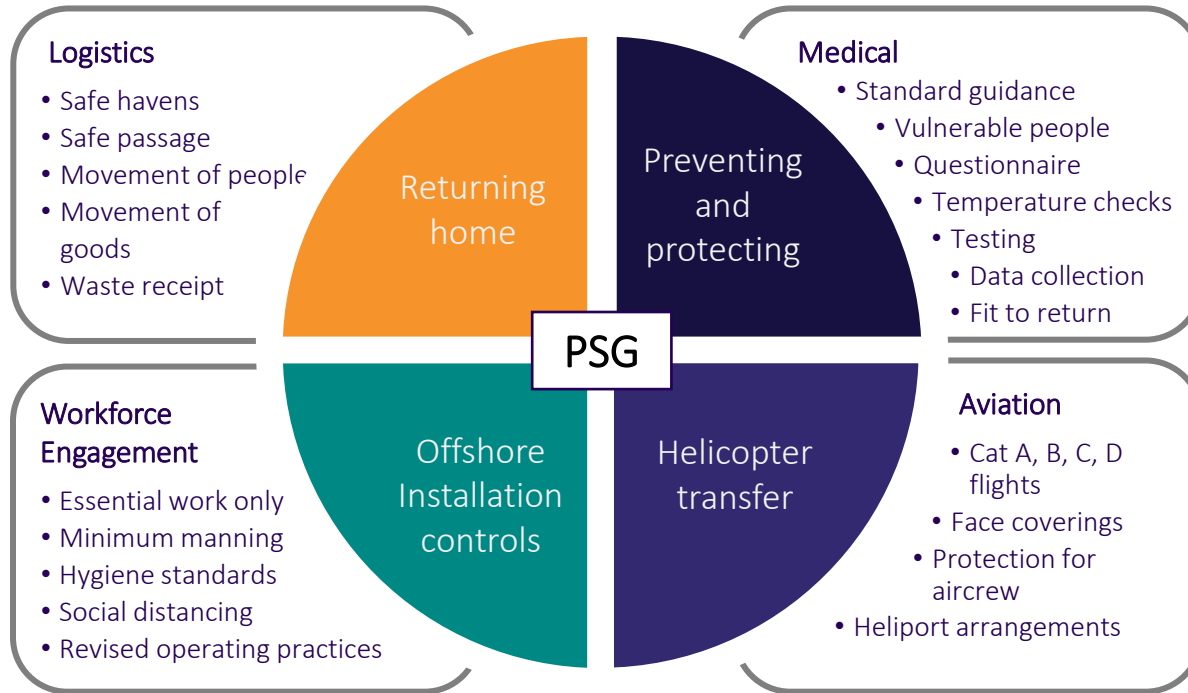 Logistics
• Safe havens
• Safe passage
• Movement of people
• Movement of
goods
• Waste receipt
Returning
home
Preventing
and
protecting
Medical
• Standard guidance
• Vulnerable people
• Questionnaire
• Temperature checks
• Testing
• Data collection
• Fit to return
PSG
Workforce
Engagement
• Essential work only
• Minimum manning
• Hygiene standards
• Social distancing
• Revised operating practices
Offshore
Installation
controls
Helicopter
transfer
Aviation
• Cat A, B, C, D
flights
• Face coverings
• Protection for
aircrew
• Heliport arrangements